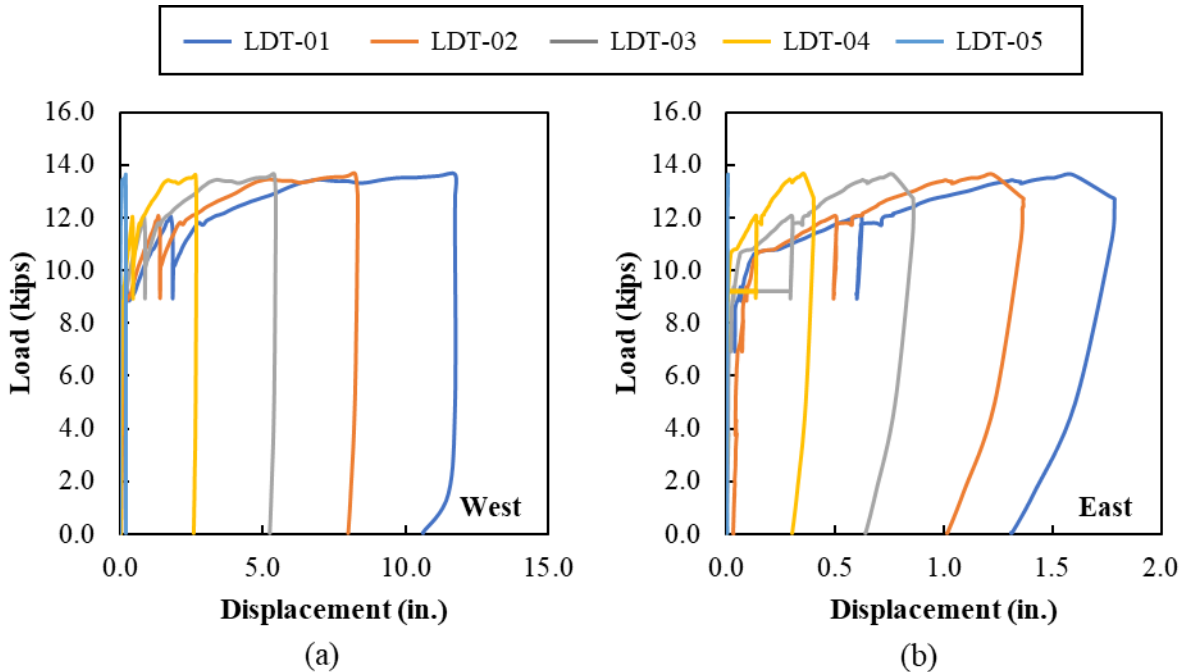 LDT-01 LDT-02 LDT-03 LDT-04 LDT-05
16.0
14.0
12.0
10.0
8.0
6.0
4.0
2.0
0.0
Load (kips)
West
0.0 5.0 10.0 15.0
Displacement (in.)
(a)
16.0
14.0
12.0
10.0
8.0
6.0
4.0
2.0
0.0
Load (kips)
East
0.0 0.5 1.0 1.5 2.0
Displacement (in.)
(b)